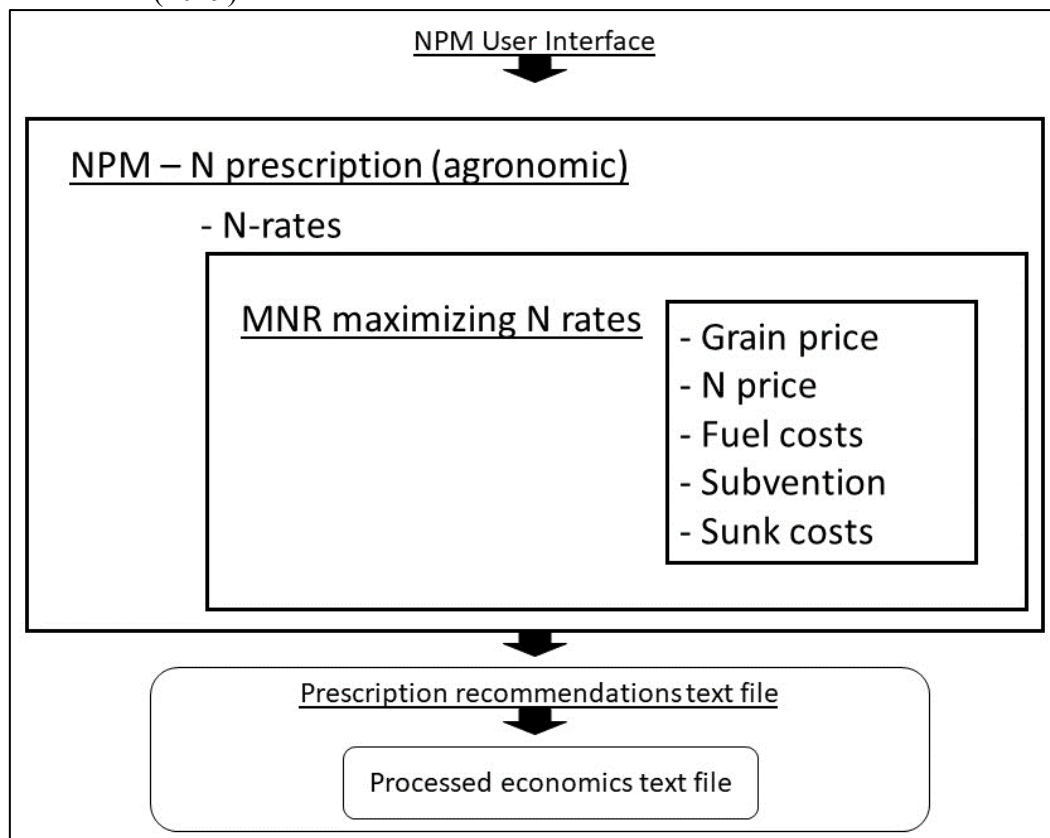 NPM User Interface
NPM – N prescription (agronomic)
- N-rates
MNR maximizing N rates
- Grain price
- N price
- Fuel costs
- Subvention
- Sunk costs
Prescription recommendations text file
Processed economics text file